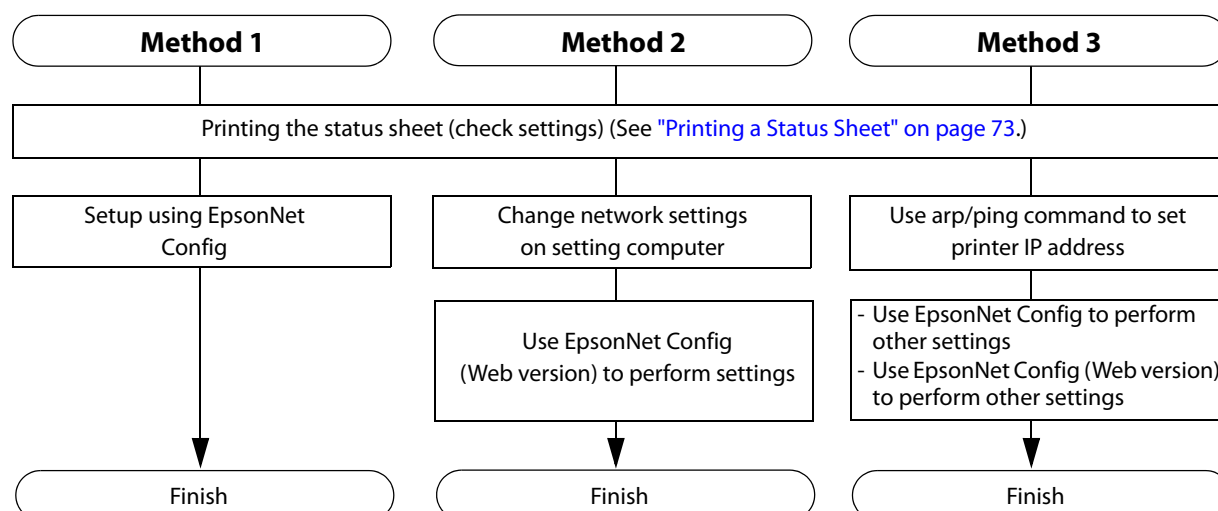 Method 1
Method 2
Method 3
Printing the status sheet (check settings) (See "Printing a Status Sheet" on page 73.)
Setup using EpsonNet
Config
Change network settings
on setting computer
Use arp/ping command to set
printer IP address
Use EpsonNet Config
(Web version) to perform settings
- Use EpsonNet Config to perform
other settings
- Use EpsonNet Config (Web version)
to perform other settings
Finish
Finish
Finish